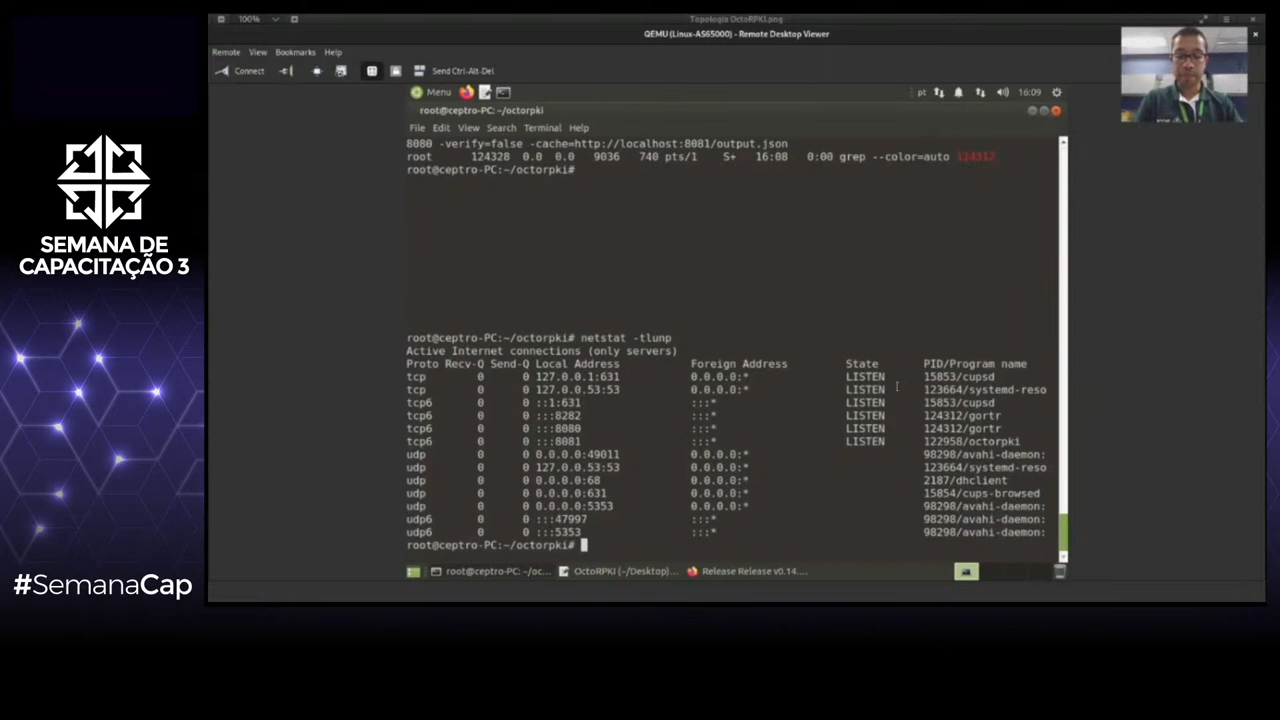 100%
Topologia OctoRPKI.png
QEMU (Linux-AS65000) - Remote Desktop Viewer
Remote View Bookmarks Help
Connect
Send Ctrl-Alt-Del
Menu
pt
16:09
root@ceptro-PC:~/octorpki
File Edit View Search Terminal Help
8080 -verify=false -cache=http://localhost:8081/output.json
root 124328 0.0 0.0 9036 740 pts/1 S+ 16:08 0:00 grep --color=auto 124312
root@ceptro-PC:~/octorpki#
root@ceptro-PC:~/octorpki# netstat -tlunp
Active Internet connections (only servers)
Proto Recv-Q Send-Q Local Address Foreign Address State PID/Program name
tcp 0 0 127.0.0.1:631 0.0.0.0:* LISTEN 15853/cupsd
tcp 0 0 127.0.0.53:53 0.0.0.0:* LISTEN 123664/systemd-reso
tcp6 0 0 ::1:631 :::* LISTEN 15853/cupsd
tcp6 0 0 :::8282 :::* LISTEN 124312/gortr
tcp6 0 0 :::8080 :::* LISTEN 124312/gortr
tcp6 0 0 :::8081 :::* LISTEN 122958/octorpki
udp 0 0 0.0.0.0:49011 0.0.0.0:* 98298/avahi-daemon:
udp 0 0 127.0.0.53:53 0.0.0.0:* 123664/systemd-reso
udp 0 0 0.0.0.0:68 0.0.0.0:* 2187/dhclient
udp 0 0 0.0.0.0:631 0.0.0.0:* 15854/cups-browsed
udp 0 0 0.0.0.0:5353 0.0.0.0:* 98298/avahi-daemon:
udp6 0 0 :::47997 :::* 98298/avahi-daemon:
udp6 0 0 :::5353 :::* 98298/avahi-daemon:
root@ceptro-PC:~/octorpki#
root@ceptro-PC: ~/oc...
OctoRPKI (~/Desktop)...
Release Release v0.14....
SEMANA DE
CAPACITAÇÃO 3
#SemanaCap